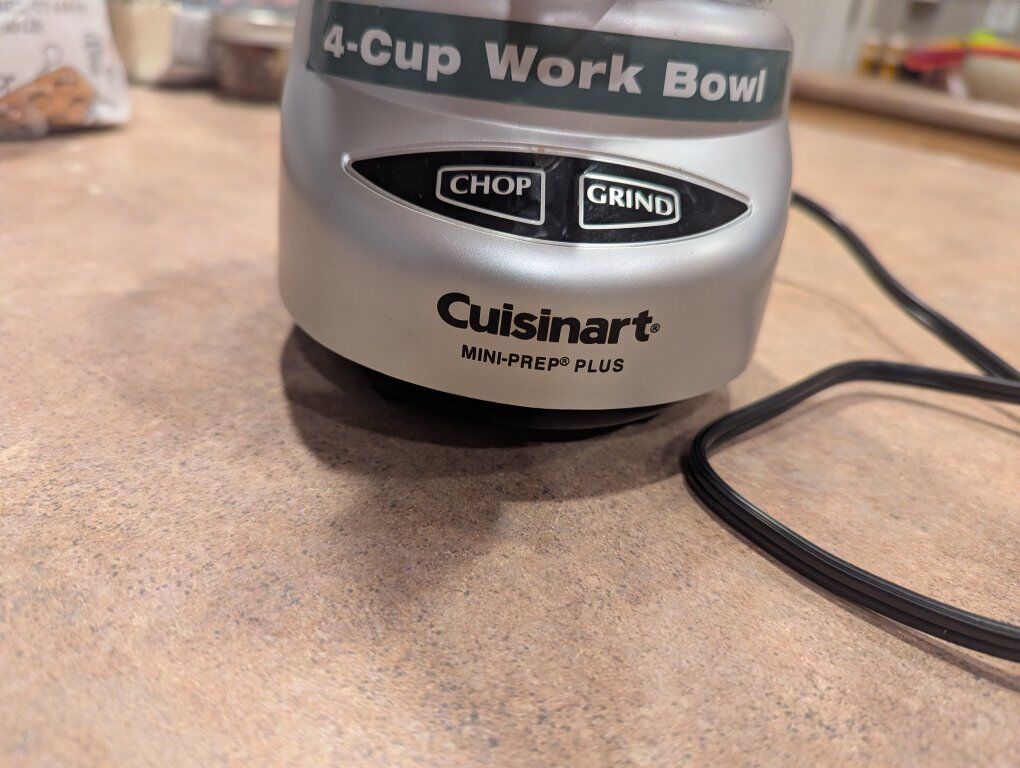 4-Cup Work Bowl
CHOP GRIND
Cuisinart®
MINI-PREP® PLUS